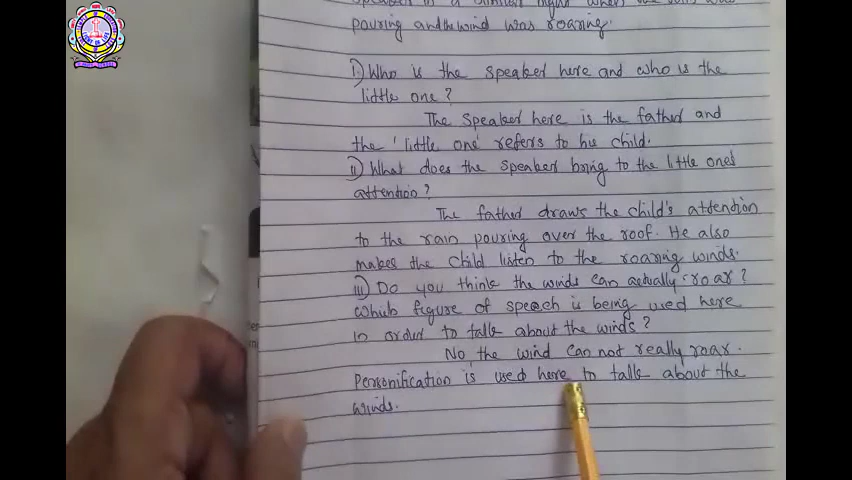 pouring and the wind was roaring.
I.) Who is the speaker here and who is the
little one?
The speaker here is the father and
the 'little one' refers to his child.
II) What does the speaker bring to the little one's
attention?
The father draws the child's attention
to the rain pouring over the roof. He also
makes the child listen to the roaring winds.
III) Do you think the winds can actually 'roar?
Which figure of speech is being used here
in order to talk about the winds?
No, the wind can not really roar.
Personification is used here to talk about the
winds.